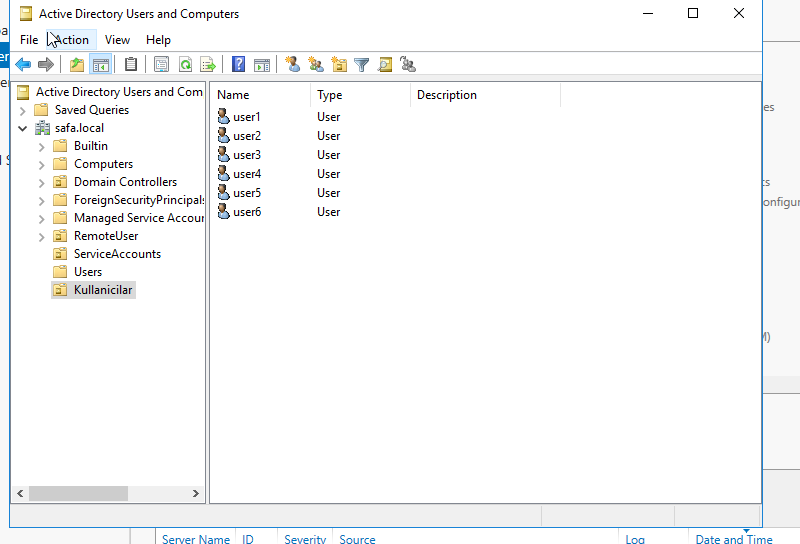 Active Directory Users and Computers
File Action View Help
Active Directory Users and Com
Saved Queries
safa.local
Builtin
Computers
Domain Controllers
ForeignSecurityPrincipals
Managed Service Accour
RemoteUser
ServiceAccounts
Users
Kullanicilar
Name Type Description
user1 User
user2 User
user3 User
user4 User
user5 User
user6 User
onfigur
Server Name ID Severity Source Log Date and Time